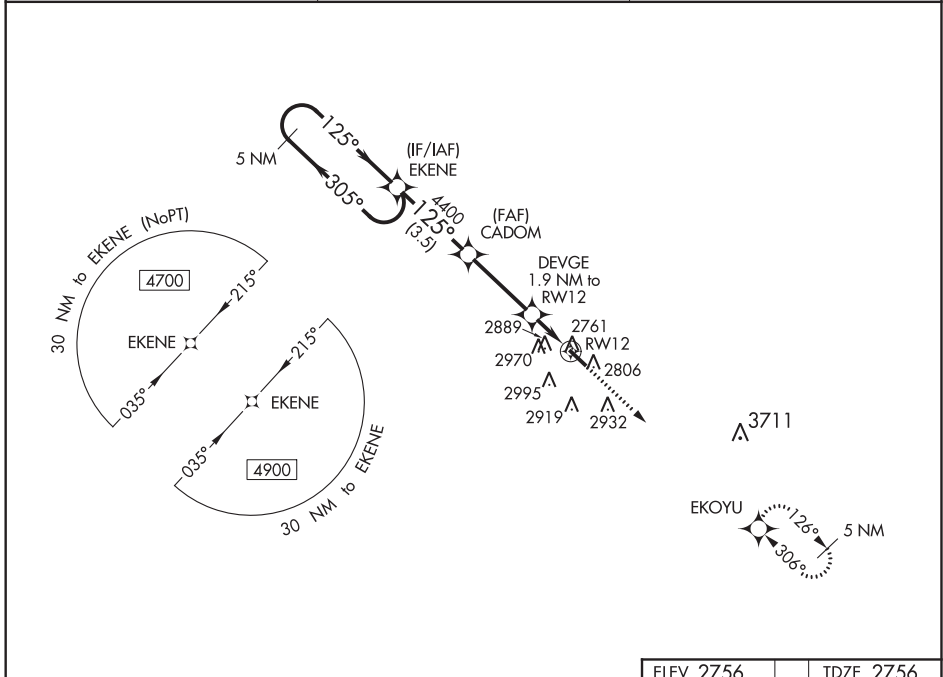 125°
5 NM
305°
(IF/IAF)
EKENE
4400
125°
(3.5)
(FAF)
CADOM
DEVGE
1.9 NM to
RW12
2889
2970
2761
RW12
2806
2995
2919
2932
3711
30 NM to EKENE (NoPT)
4700
215°
EKENE
035°
215°
EKENE
035°
4900
30 NM to EKENE
EKOYU
126°
5 NM
306°
ELEV 2756
TDZE 2756